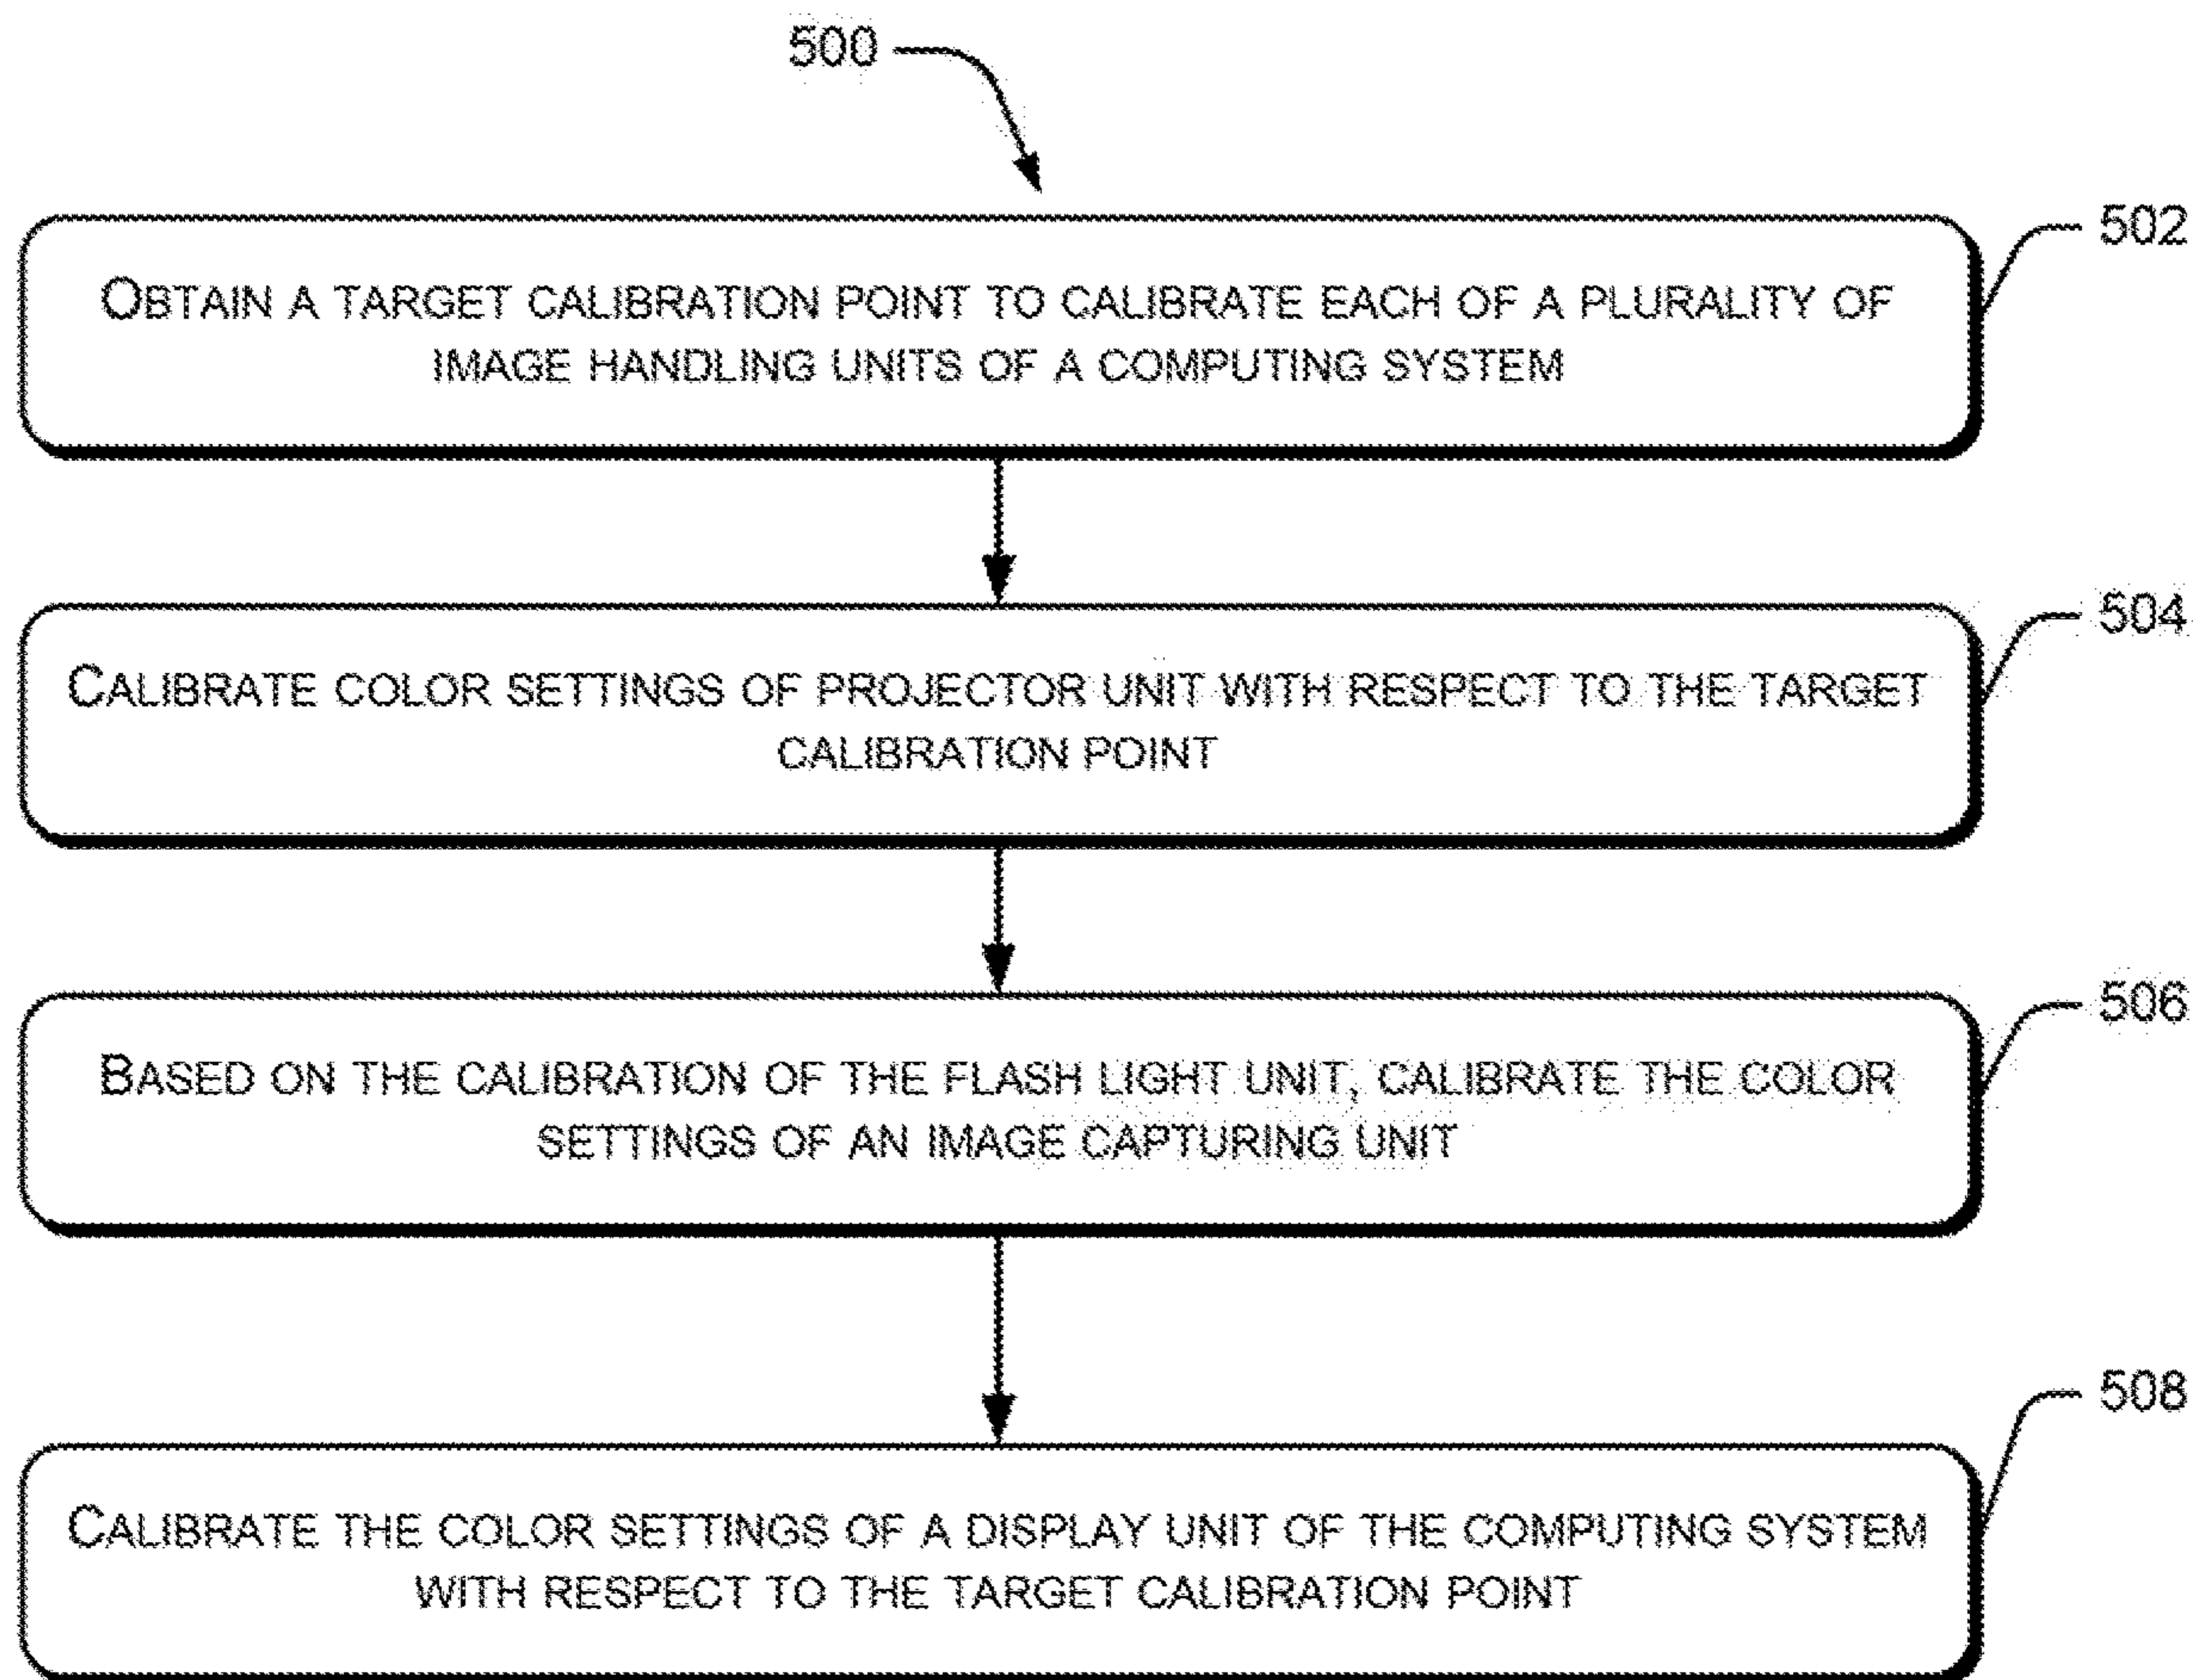 500
502
OBTAIN A TARGET CALIBRATION POINT TO CALIBRATE EACH OF A PLURALITY OF
IMAGE HANDLING UNITS OF A COMPUTING SYSTEM
504
CALIBRATE COLOR SETTINGS OF PROJECTOR UNIT WITH RESPECT TO THE TARGET
CALIBRATION POINT
506
BASED ON THE CALIBRATION OF THE FLASH LIGHT UNIT, CALIBRATE THE COLOR
SETTINGS OF AN IMAGE CAPTURING UNIT
508
CALIBRATE THE COLOR SETTINGS OF A DISPLAY UNIT OF THE COMPUTING SYSTEM
WITH RESPECT TO THE TARGET CALIBRATION POINT